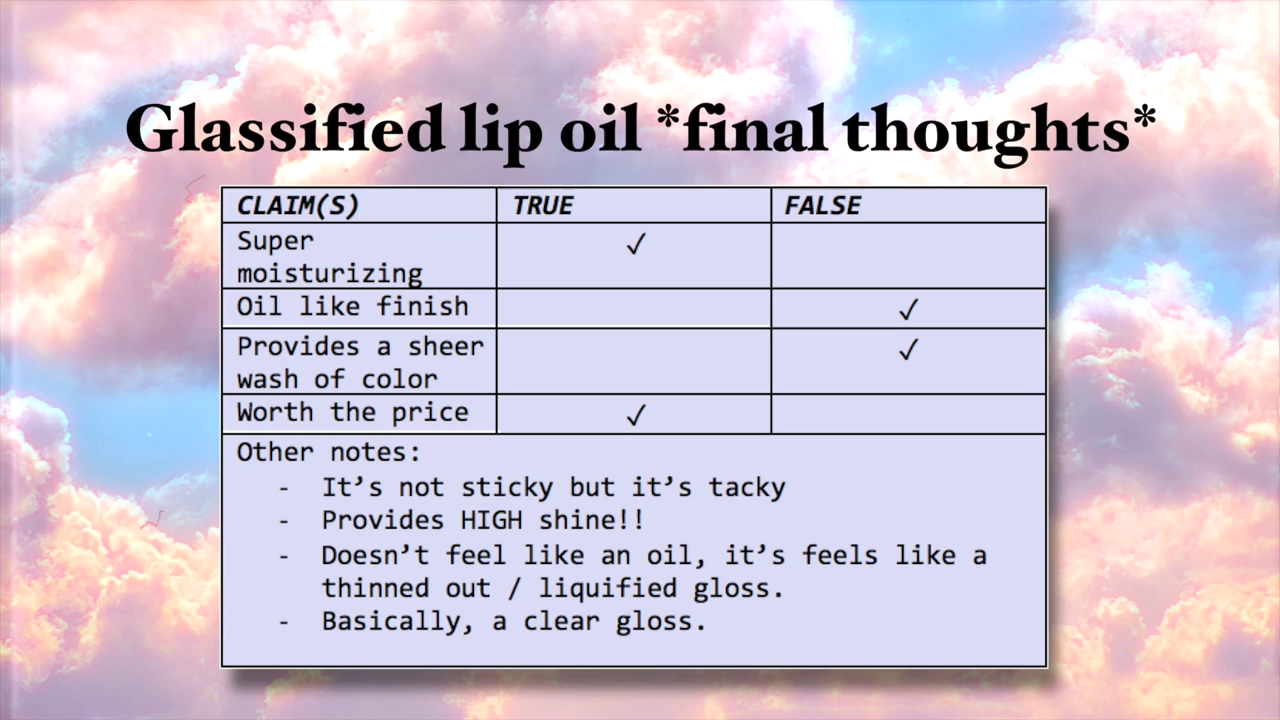 Glassified lip oil *final thoughts*
CLAIM(S) TRUE FALSE
Super ✓
moisturizing
Oil like finish ✓
Provides a sheer ✓
wash of color
Worth the price ✓
Other notes:
- It’s not sticky but it’s tacky
- Provides HIGH shine!!
- Doesn’t feel like an oil, it’s feels like a
thinned out / liquified gloss.
- Basically, a clear gloss.